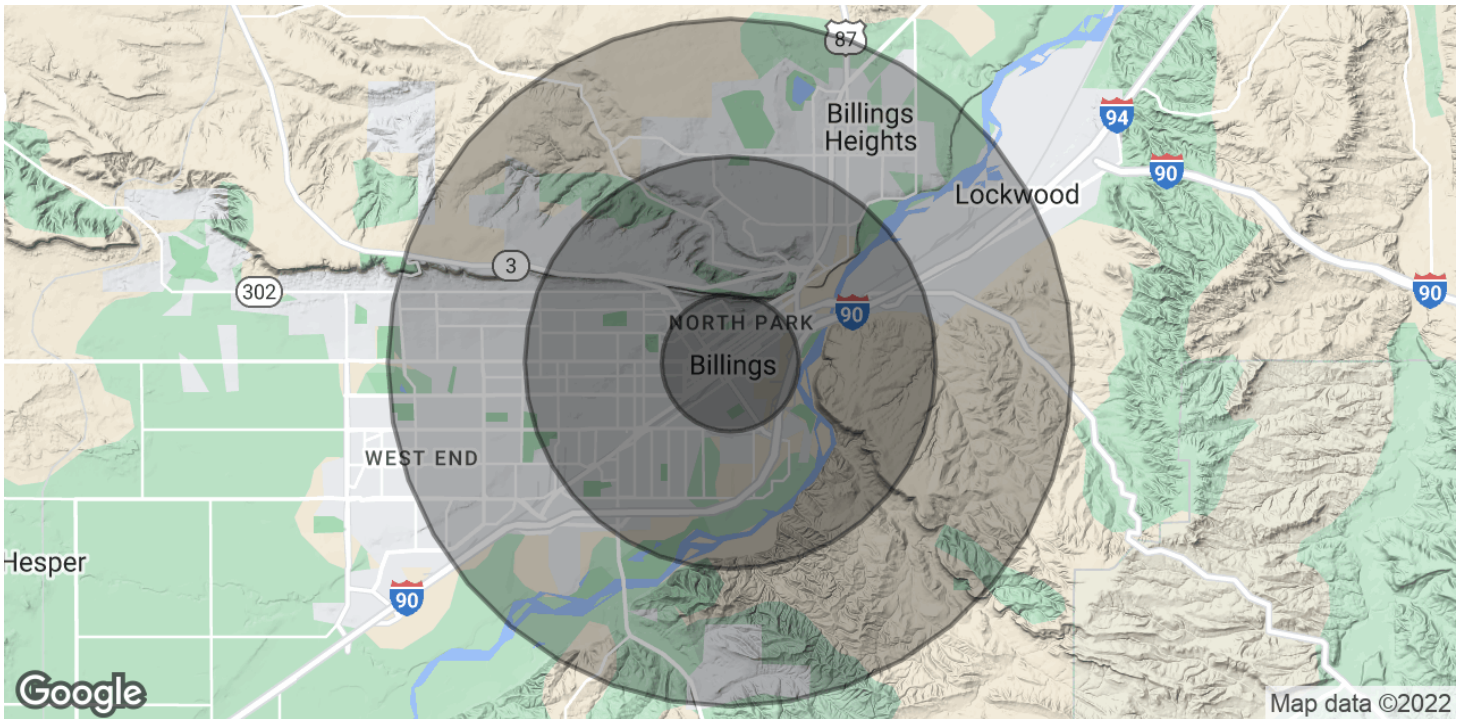 87
Billings
Heights
94
90
Lockwood
3
302
90
90
NORTH PARK
Billings
WEST END
Hesper
90
Google
Map data ©2022